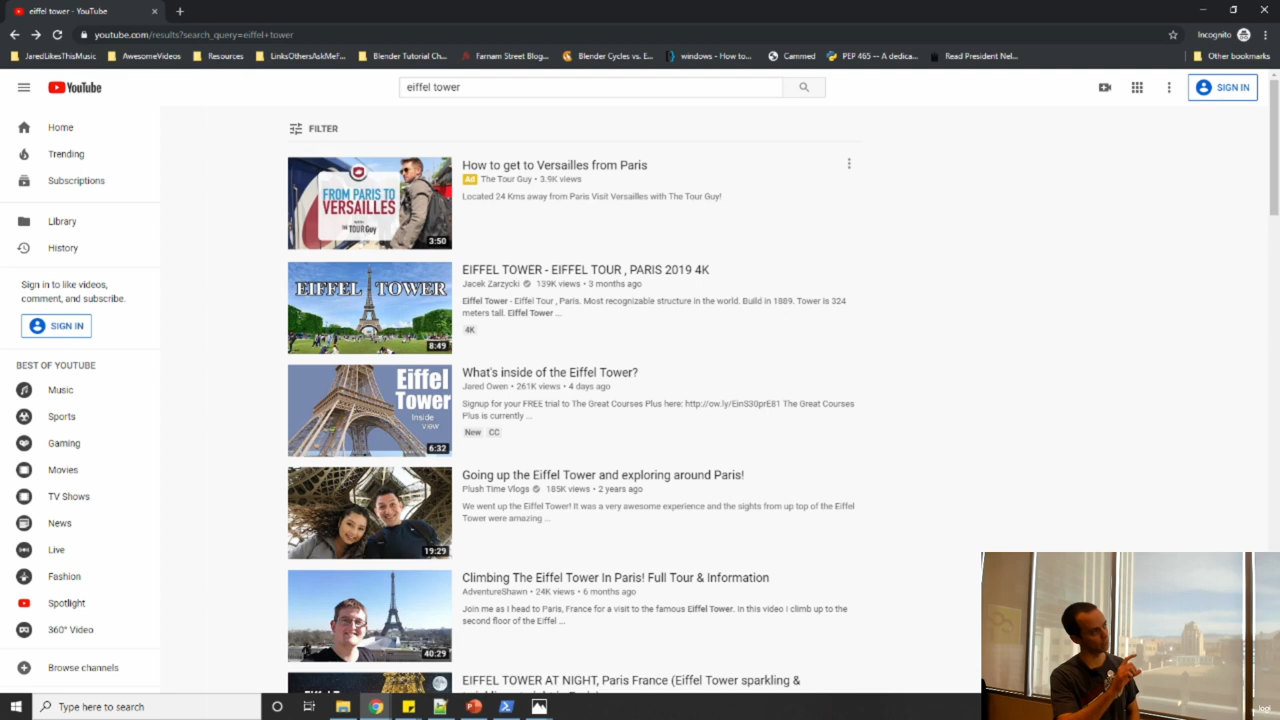 eiffel tower - YouTube
youtube.com/results?search_query=eiffel+tower
Incognito
JaredLikesThisMusic
AwesomeVideos
Resources
LinksOthersAskMeF...
Blender Tutorial Ch...
Farnam Street Blog...
Blender Cycles vs. E...
windows - How to...
Cammed
PEP 465 -- A dedica...
Read President Nel...
Other bookmarks
YouTube
eiffel tower
SIGN IN
Home
Trending
Subscriptions
Library
History
Sign in to like videos,
comment, and subscribe.
SIGN IN
BEST OF YOUTUBE
Music
Sports
Gaming
Movies
TV Shows
News
Live
Fashion
Spotlight
360° Video
Browse channels
FILTER
FROM PARIS TO
VERSAILLES
WITH
THE TOUR Guy
3:50
How to get to Versailles from Paris
Ad The Tour Guy • 3.9K views
Located 24 Kms away from Paris Visit Versailles with The Tour Guy!
EIFFEL TOWER
8:49
EIFFEL TOWER - EIFFEL TOUR , PARIS 2019 4K
Jacek Zarzycki 139K views • 3 months ago
Eiffel Tower - Eiffel Tour , Paris. Most recognizable structure in the world. Build in 1889. Tower is 324
meters tall. Eiffel Tower ...
4K
Eiffel
Tower
Inside
view
6:32
What's inside of the Eiffel Tower?
Jared Owen • 261K views • 4 days ago
Signup for your FREE trial to The Great Courses Plus here: http://ow.ly/EinS30prE81 The Great Courses
Plus is currently ...
New CC
19:29
Going up the Eiffel Tower and exploring around Paris!
Plush Time Vlogs 185K views • 2 years ago
We went up the Eiffel Tower! It was a very awesome experience and the sights from up top of the Eiffel
Tower were amazing ...
40:29
Climbing The Eiffel Tower In Paris! Full Tour & Information
AdventureShawn • 24K views • 6 months ago
Join me as I head to Paris, France for a visit to the famous Eiffel Tower. In this video I climb up to the
second floor of the Eiffel ...
EIFFEL TOWER AT NIGHT, Paris France (Eiffel Tower sparkling &
Type here to search
logi